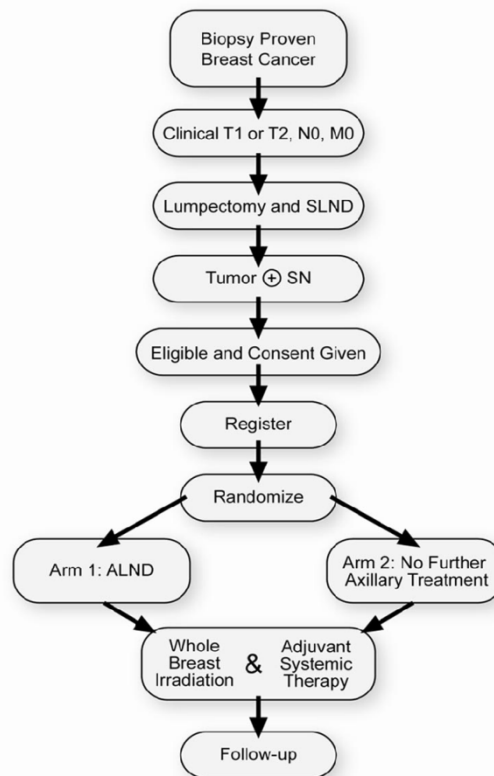 Biopsy Proven
Breast Cancer
Clinical T1 or T2, N0, M0
Lumpectomy and SLND
Tumor ⊕ SN
Eligible and Consent Given
Register
Randomize
Arm 1: ALND
Arm 2: No Further
Axillary Treatment
Whole
Breast
Irradiation
&
Adjuvant
Systemic
Therapy
Follow-up